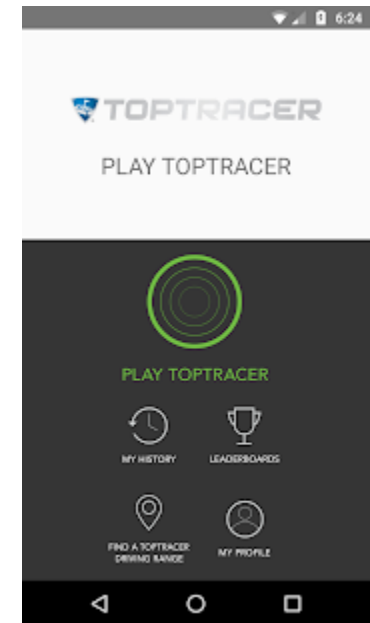 6:24
TOPTRACER
PLAY TOPTRACER
PLAY TOPTRACER
MY HISTORY
LEADERBOARDS
FIND A TOPTRACER
DRIVING RANGE
MY PROFILE